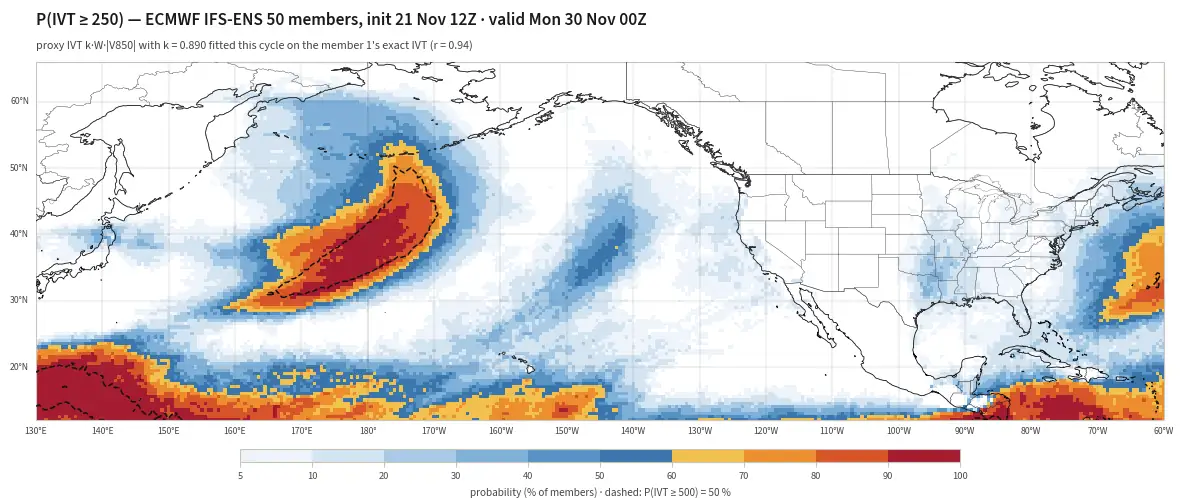 P(IVT ≥ 250) — ECMWF IFS-ENS 50 members, init 21 Nov 12Z · valid Mon 30 Nov 00Z
proxy IVT k·W·|V850| with k = 0.890 fitted this cycle on the member 1's exact IVT (r = 0.94)
60°N
50°N
40°N
30°N
20°N
130°E 140°E 150°E 160°E 170°E 180° 170°W 160°W 150°W 140°W 130°W 120°W 110°W 100°W 90°W 80°W 70°W 60°W
5 10 20 30 40 50 60 70 80 90 100
probability (% of members) · dashed: P(IVT ≥ 500) = 50 %